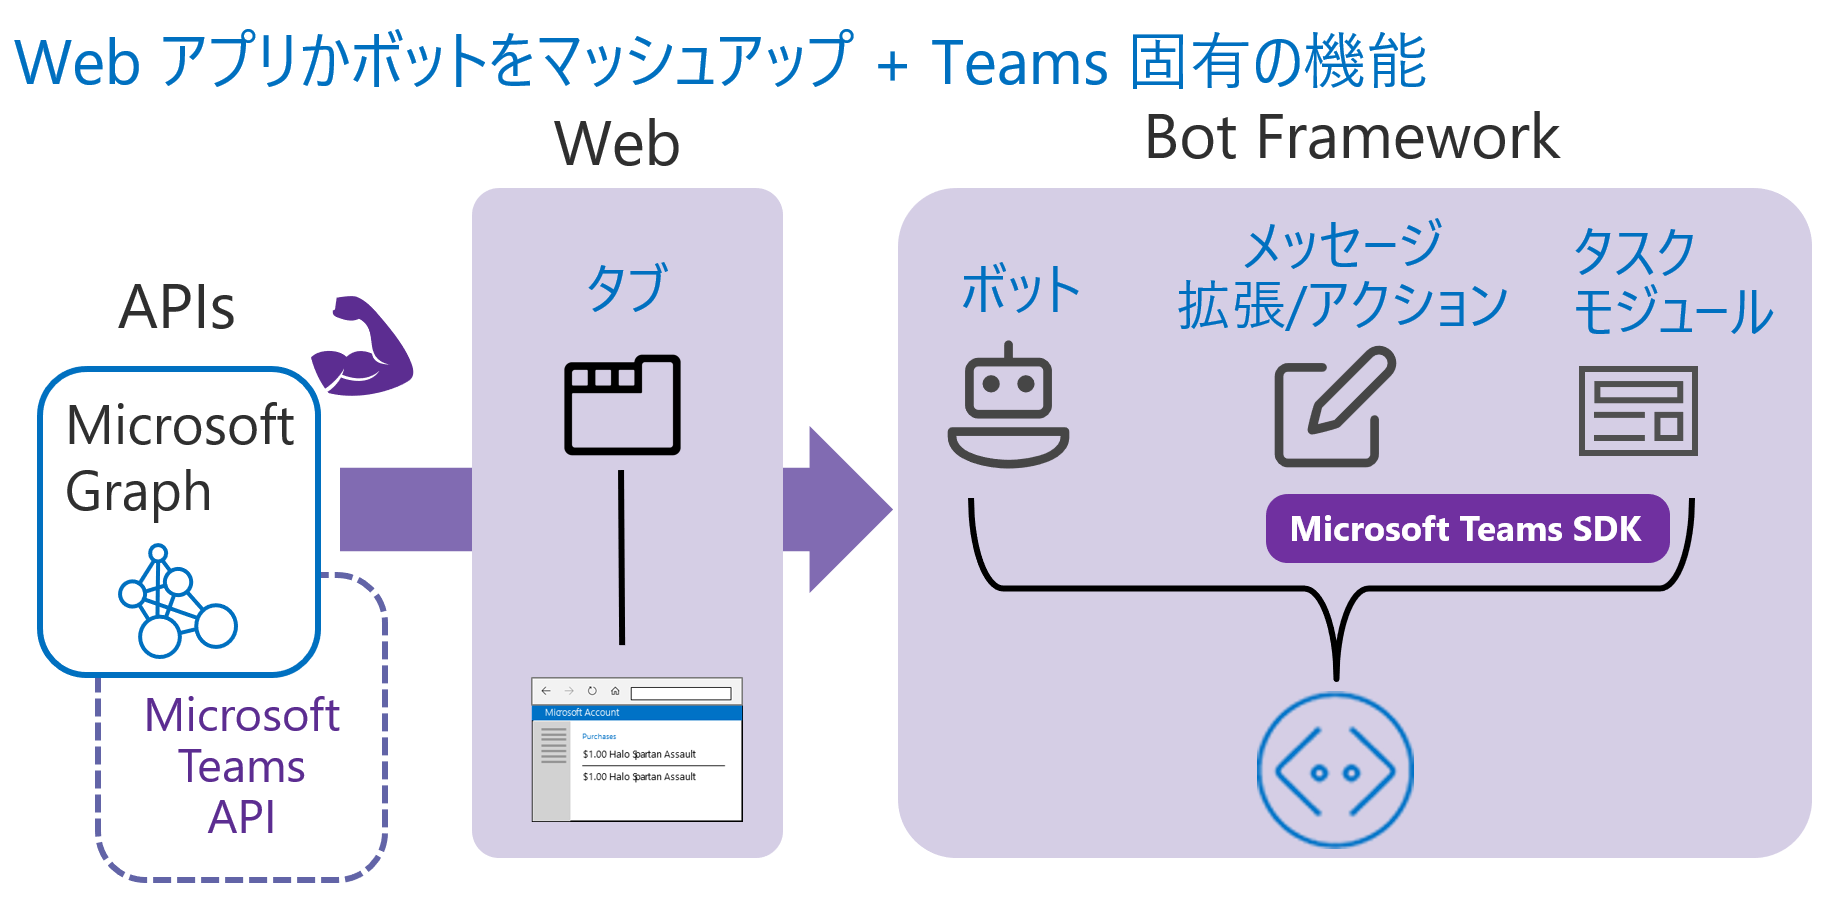 Web アプリかボットをマッシュアップ + Teams 固有の機能
APIs
Microsoft
Graph
Microsoft
Teams
API
Web
タブ
Microsoft Account
Purchases
$1.00 Halo Spartan Assault
$1.00 Halo Spartan Assault
Bot Framework
ボット
メッセージ
拡張/アクション
タスク
モジュール
Microsoft Teams SDK